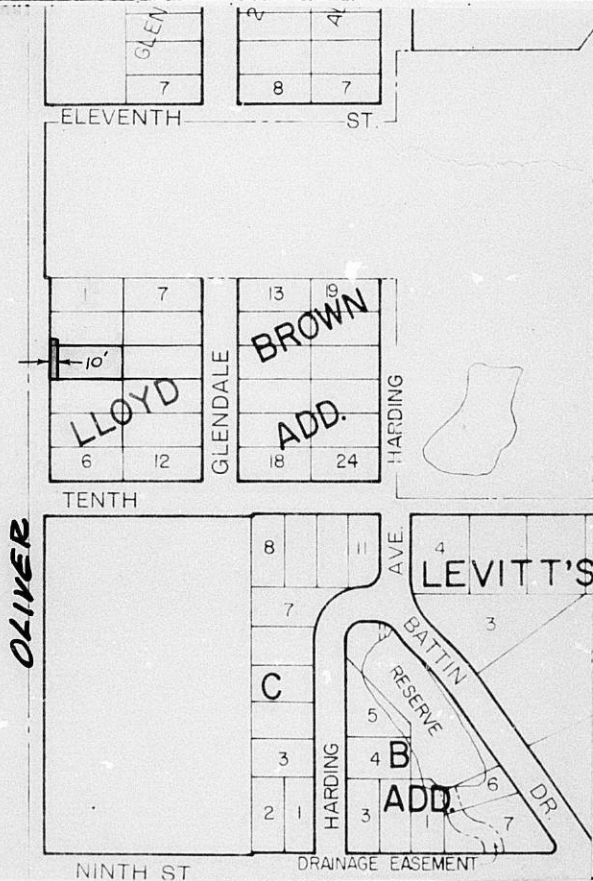 GLEN
7
8 7
ELEVENTH ST.
1 7 13 19
BROWN
10'
GLENDALE
LLOYD
ADD.
HARDING
6 12 18 24
TENTH
OLIVER
8 11 AVE. 4
LEVITT'S
7
3
BATTIN
C
RESERVE
5
3
4 B
HARDING
ADD.
6
DR.
2 1 3 1 7
NINTH ST
DRAINAGE EASEMENT